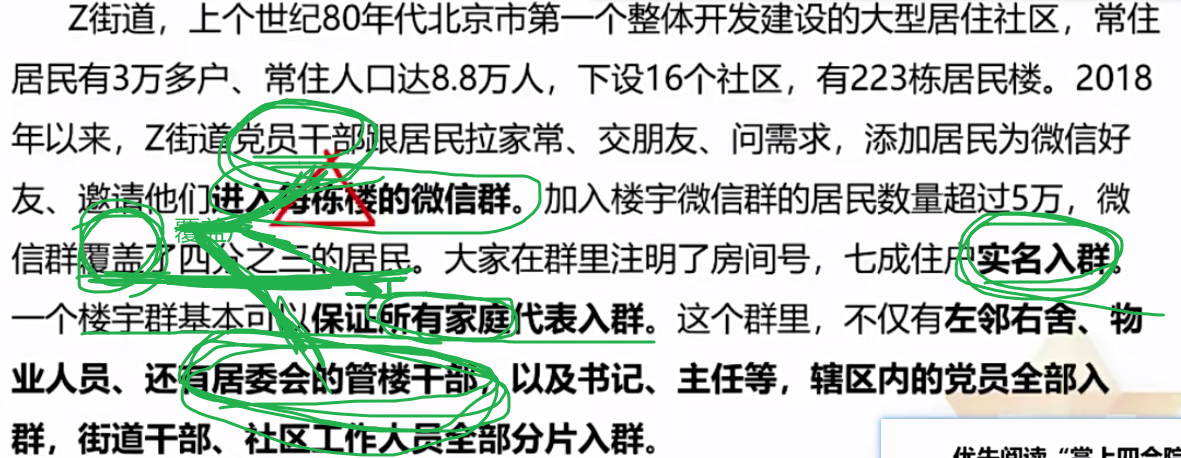 Z街道，上个世纪80年代北京市第一个整体开发建设的大型居住社区，常住
居民有3万多户、常住人口达8.8万人，下设16个社区，有223栋居民楼。2018
年以来，Z街道党员干部跟居民拉家常、交朋友、问需求，添加居民为微信好
友、邀请他们进入每栋楼的微信群。加入楼宇微信群的居民数量超过5万，微
覆盖广
信群覆盖了四分之三的居民。大家在群里注明了房间号，七成住户实名入群。
一个楼宇群基本可以保证所有家庭代表入群。这个群里，不仅有左邻右舍、物
业人员、还有居委会的管楼干部，以及书记、主任等，辖区内的党员全部入
群，街道干部、社区工作人员全部分片入群。
优先阅读“掌上四合院